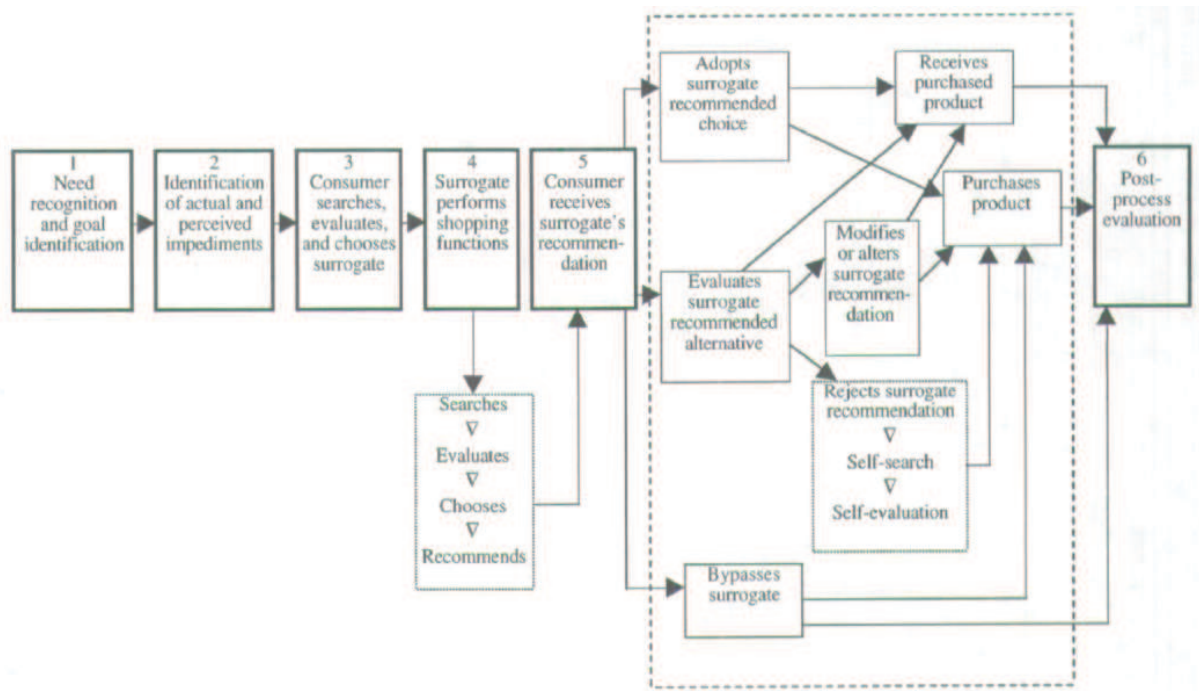 1
Need
recognition
and goal
identification
2
Identification
of actual and
perceived
impediments
3
Consumer
searches,
evaluates,
and chooses
surrogate
4
Surrogate
performs
shopping
functions
5
Consumer
receives
surrogate's
recommen-
dation
Searches
∇
Evaluates
∇
Chooses
∇
Recommends
Adopts
surrogate
recommended
choice
Receives
purchased
product
Purchases
product
Evaluates
surrogate
recommended
alternative
Modifies
or alters
surrogate
recommen-
dation
Rejects surrogate
recommendation
∇
Self-search
∇
Self-evaluation
Bypasses
surrogate
6
Post-
process
evaluation